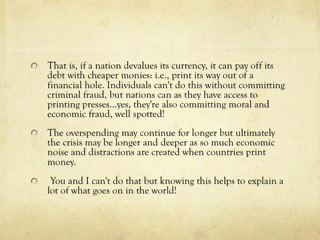 That is, if a nation devalues its currency, it can pay off its
debt with cheaper monies: i.e., print its way out of a
financial hole. Individuals can't do this without committing
criminal fraud, but nations can as they have access to
printing presses...yes, they're also committing moral and
economic fraud, well spotted!
The overspending may continue for longer but ultimately
the crisis may be longer and deeper as so much economic
noise and distractions are created when countries print
money.
You and I can't do that but knowing this helps to explain a
lot of what goes on in the world!